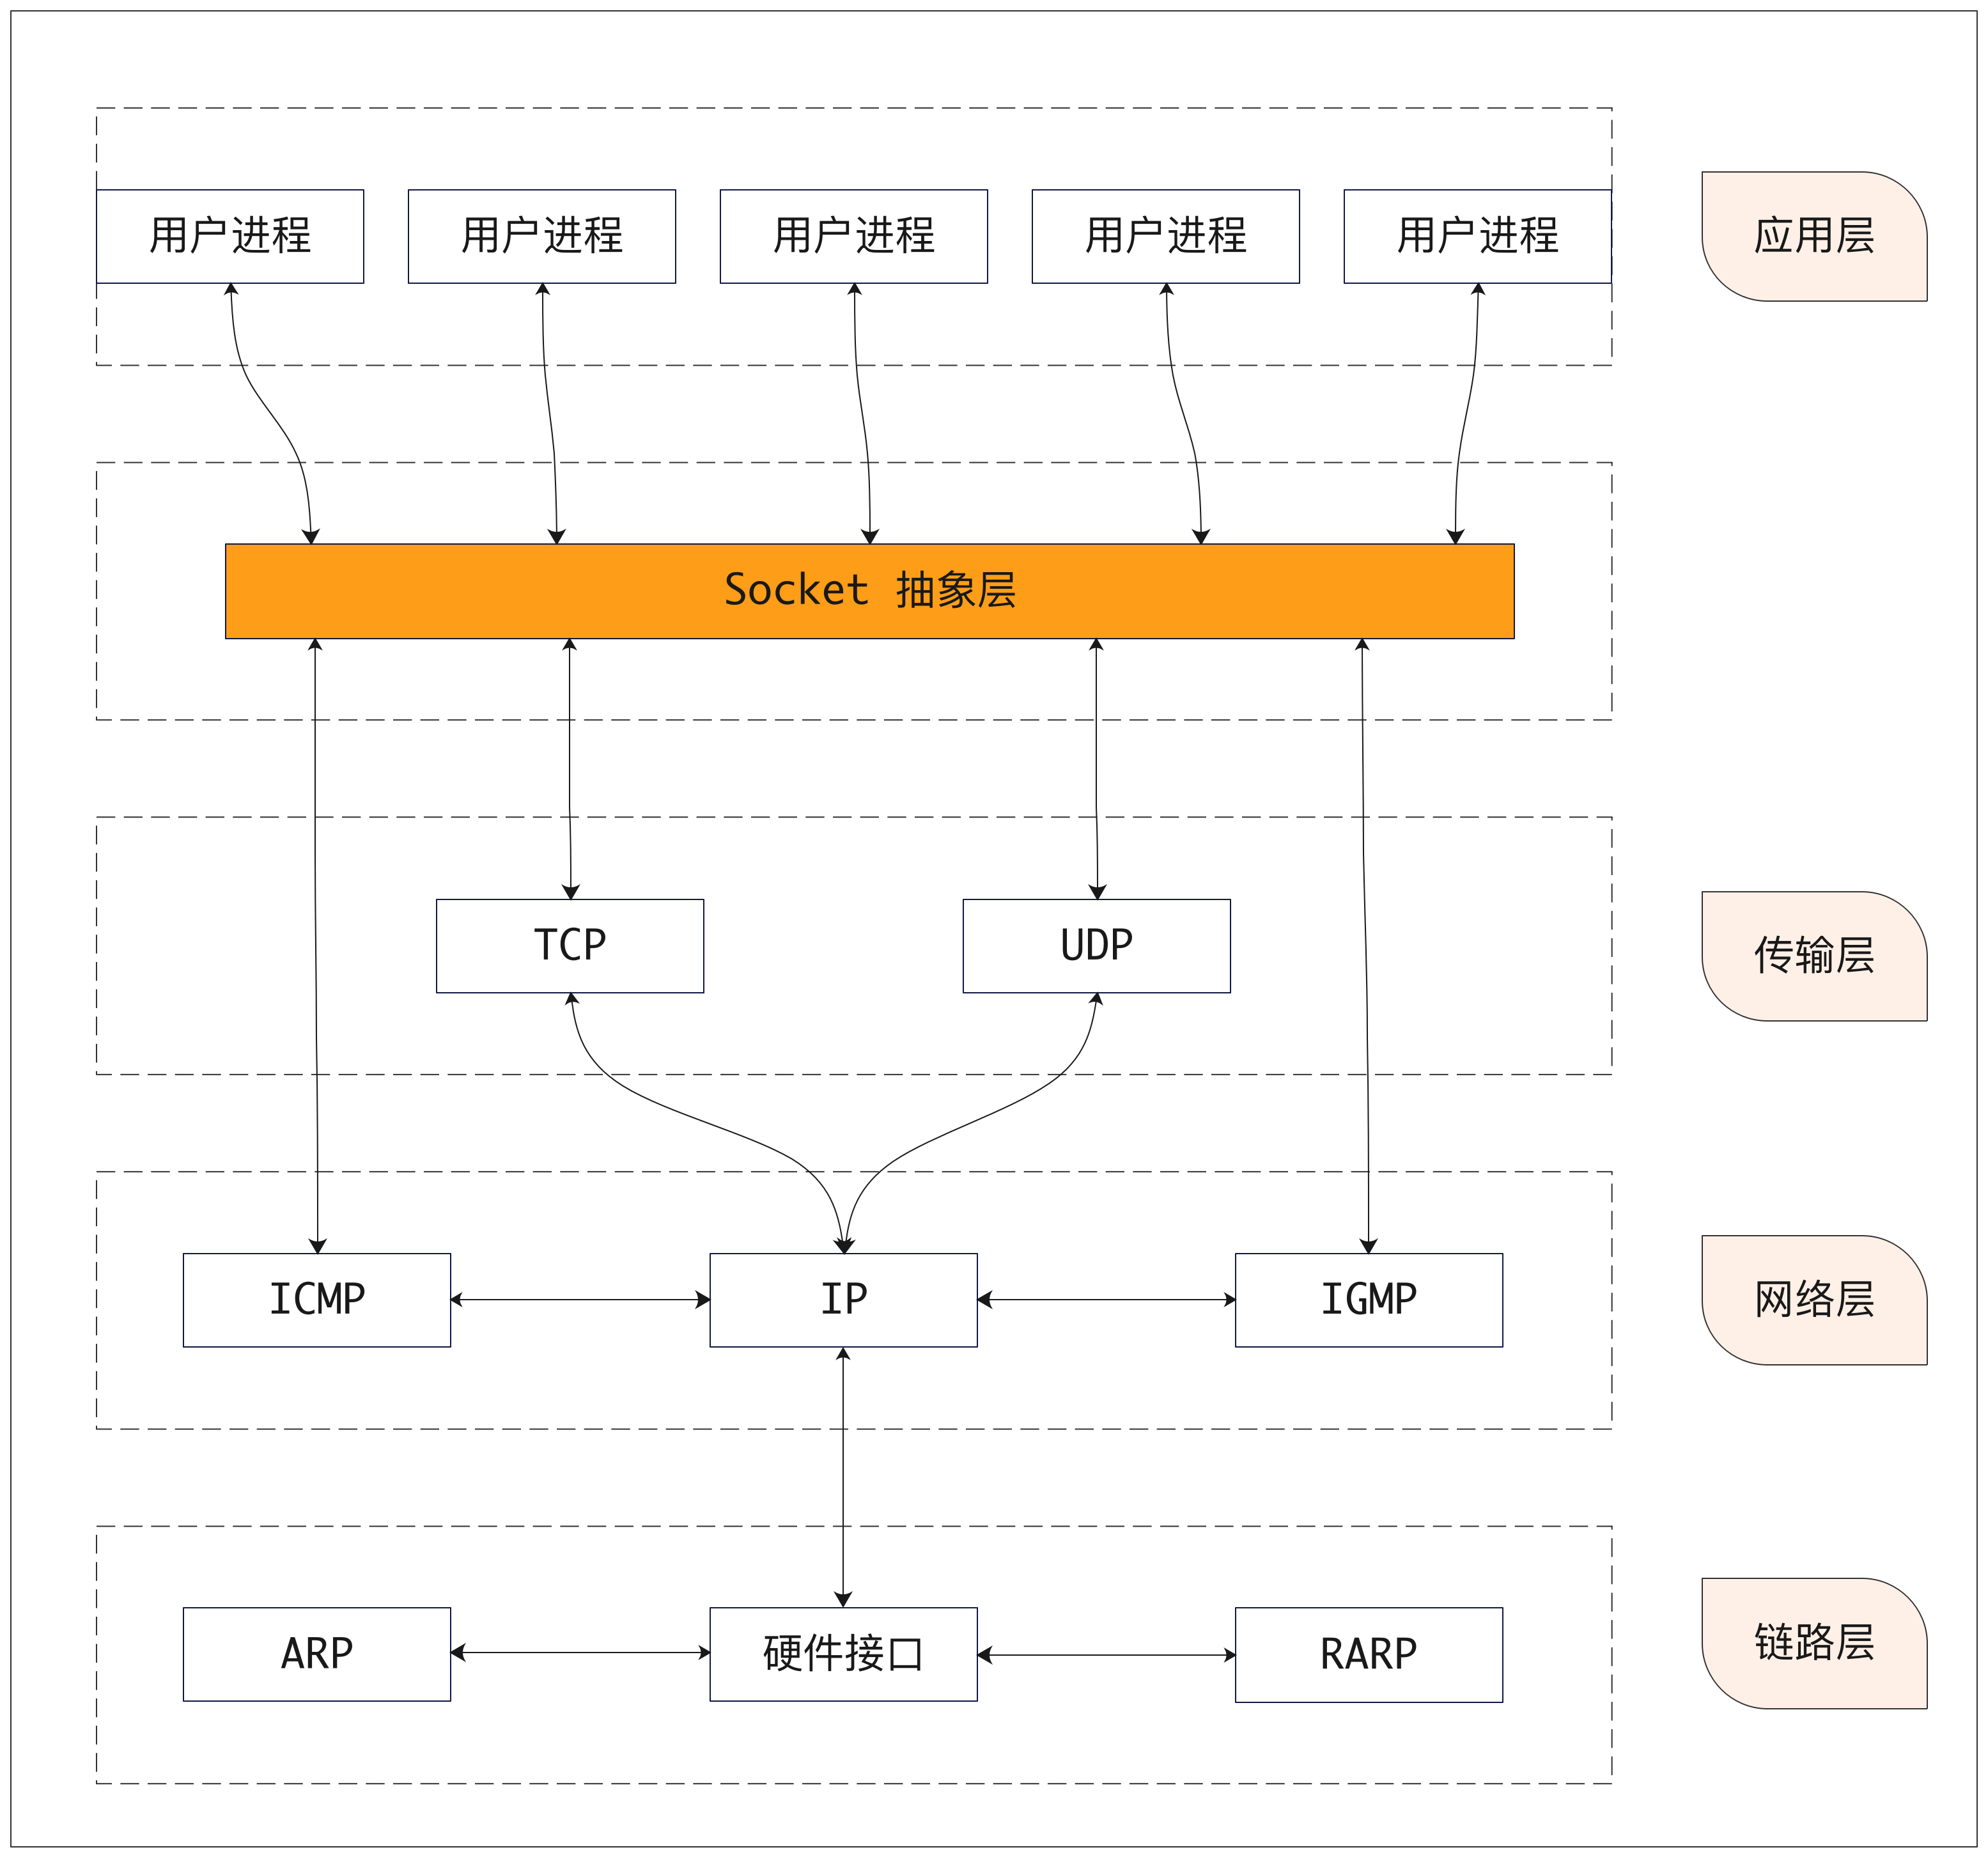 用户进程
用户进程
用户进程
用户进程
用户进程
应用层
Socket 抽象层
TCP
UDP
传输层
ICMP
IP
IGMP
网络层
ARP
硬件接口
RARP
链路层